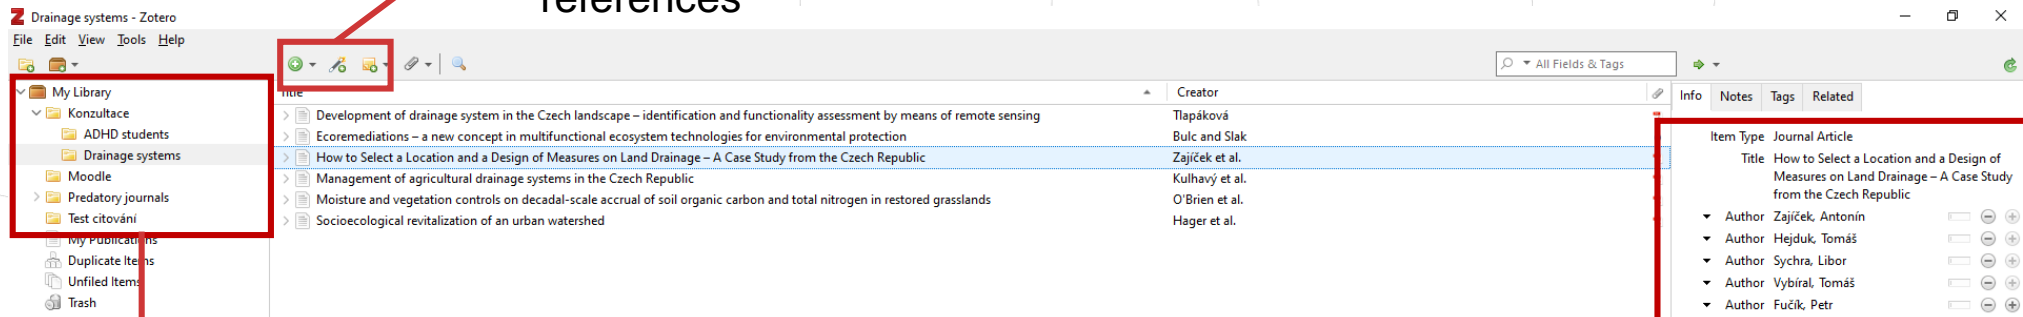 references
Drainage systems - Zotero
File Edit View Tools Help
All Fields & Tags
My Library
Konzultace
ADHD students
Drainage systems
Moodle
Predatory journals
Test citování
My Publications
Duplicate Items
Unfiled Items
Trash
Title Creator
Development of drainage system in the Czech landscape – identification and functionality assessment by means of remote sensing Tlapáková
Ecoremediations – a new concept in multifunctional ecosystem technologies for environmental protection Bulc and Slak
How to Select a Location and a Design of Measures on Land Drainage – A Case Study from the Czech Republic Zajíček et al.
Management of agricultural drainage systems in the Czech Republic Kulhavý et al.
Moisture and vegetation controls on decadal-scale accrual of soil organic carbon and total nitrogen in restored grasslands O'Brien et al.
Socioecological revitalization of an urban watershed Hager et al.
Info Notes Tags Related
Item Type Journal Article
Title How to Select a Location and a Design of
Measures on Land Drainage – A Case Study
from the Czech Republic
Author Zajíček, Antonín
Author Hejduk, Tomáš
Author Sychra, Libor
Author Vybíral, Tomáš
Author Fučík, Petr